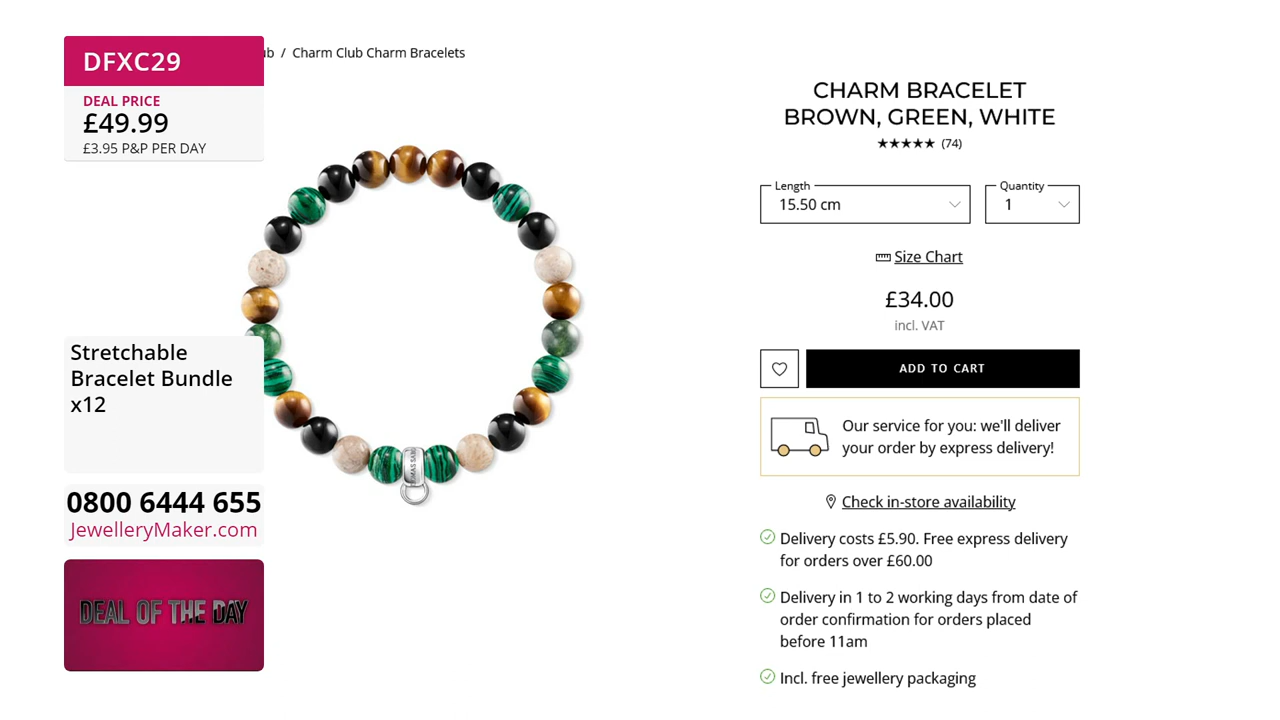 DFXC29
DEAL PRICE
£49.99
£3.95 P&P PER DAY
/ Charm Club Charm Bracelets
CHARM BRACELET
BROWN, GREEN, WHITE
★★★★★ (74)
Length
15.50 cm
Quantity
1
Size Chart
£34.00
incl. VAT
ADD TO CART
Our service for you: we'll deliver
your order by express delivery!
Check in-store availability
Delivery costs £5.90. Free express delivery
for orders over £60.00
Delivery in 1 to 2 working days from date of
order confirmation for orders placed
before 11am
Incl. free jewellery packaging
Stretchable
Bracelet Bundle
x12
0800 6444 655
JewelleryMaker.com
DEAL OF THE DAY